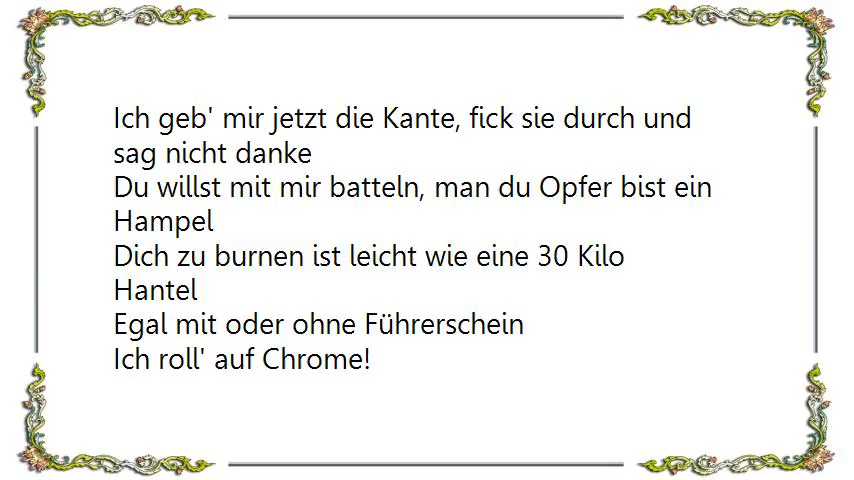 Ich geb' mir jetzt die Kante, fick sie durch und
sag nicht danke
Du willst mit mir batteln, man du Opfer bist ein
Hampel
Dich zu burnen ist leicht wie eine 30 Kilo
Hantel
Egal mit oder ohne Führerschein
Ich roll' auf Chrome!